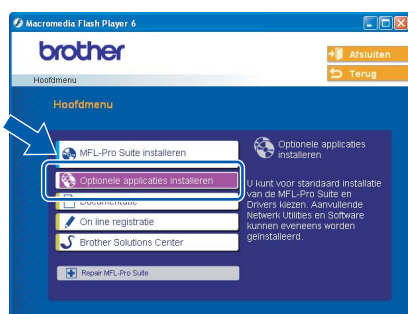 Macromedia Flash Player 6
brother
Afsluiten
Terug
Hoofdmenu
Hoofdmenu
MFL-Pro Suite installeren
Optionele applicaties installeren
Documentatie
On line registratie
Brother Solutions Center
Repair MFL-Pro Suite
Optionele applicaties
installeren
U kunt voor standaard installatie
van de MFL-Pro Suite en
Drivers kiezen. Aanvullende
Netwerk Utilities en Software
kunnen eveneens worden
geïnstalleerd.